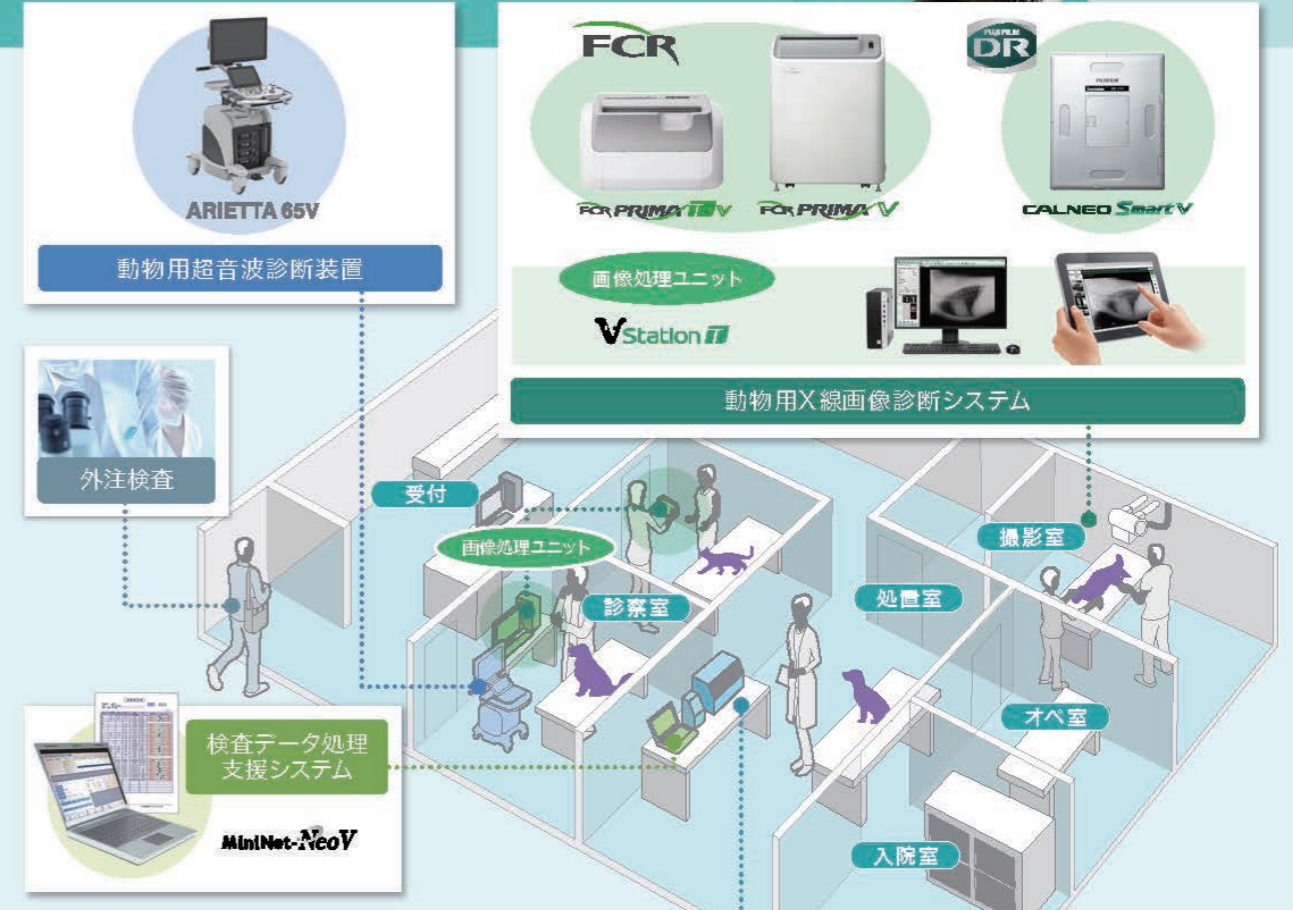 ARIETTA 65V
動物用超音波診断装置
FCR
FUJIFILM
DR
FUJIFILM
FCR PRIMA T V
FCR PRIMA V
CALNEO Smart V
画像処理ユニット
V Station
動物用X線画像診断システム
外注検査
受付
画像処理ユニット
診察室
撮影室
処置室
オペ室
入院室
検査データ処理
支援システム
MiniNet-NeoV